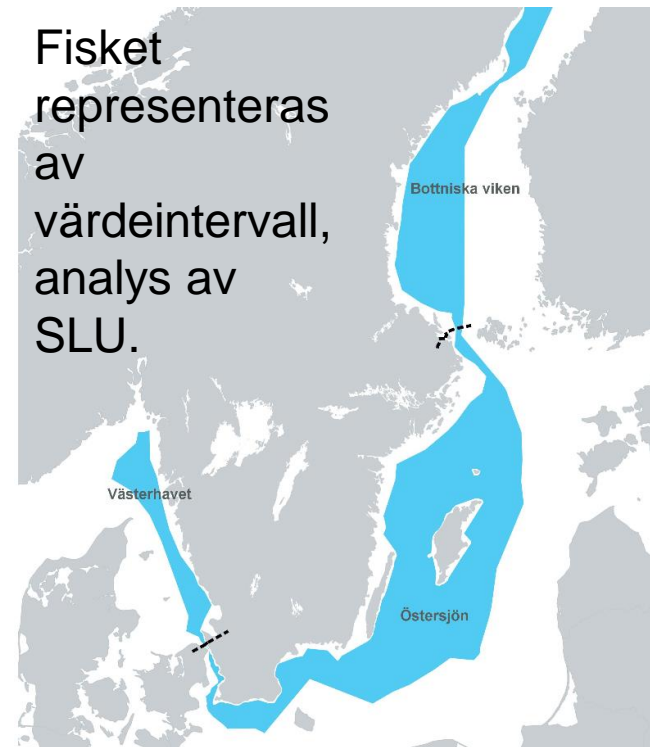 Fisket
representeras
av
värdeintervall,
analys av
SLU.
Bottniska viken
Västerhavet
Östersjön